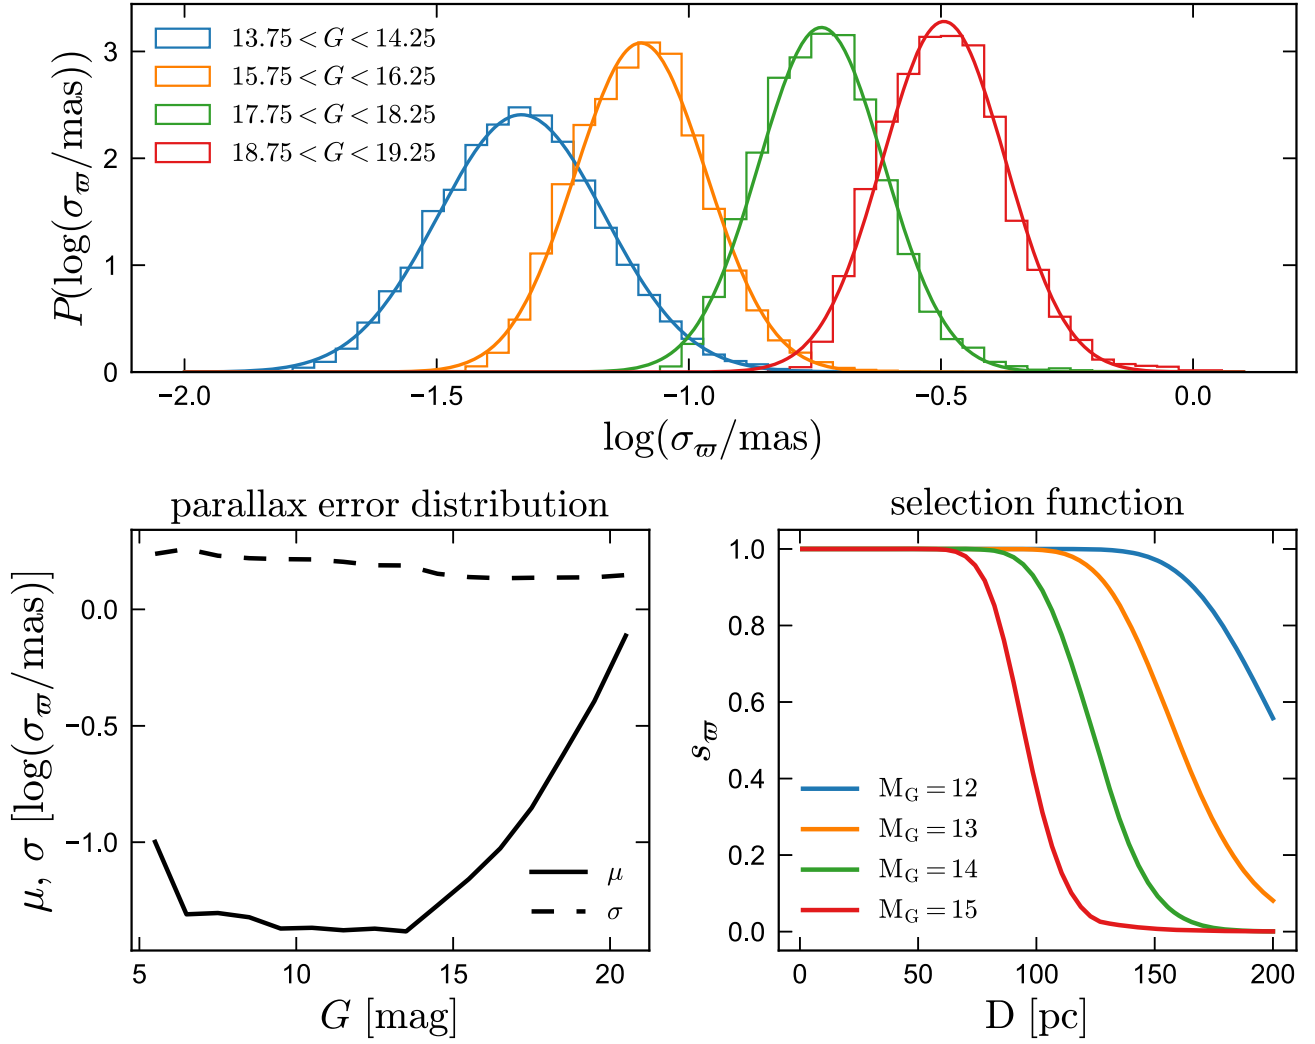 13.75 < G < 14.25
15.75 < G < 16.25
17.75 < G < 18.25
18.75 < G < 19.25
P(log(σ_ϖ/mas))
3
2
1
0
−2.0 −1.5 −1.0 −0.5 0.0
log(σ_ϖ/mas)
parallax error distribution
μ, σ [log(σ_ϖ/mas)]
0.0
−0.5
−1.0
μ
σ
5 10 15 20
G [mag]
selection function
s_ϖ
1.0
0.8
0.6
0.4
0.2
0.0
M_G = 12
M_G = 13
M_G = 14
M_G = 15
0 50 100 150 200
D [pc]